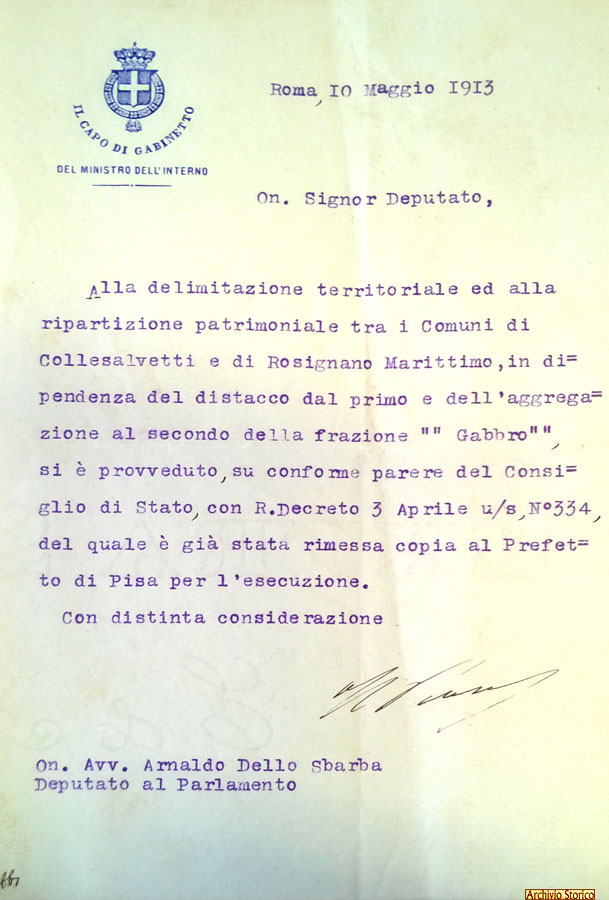 IL CAPO DI GABINETTO
DEL MINISTRO DELL'INTERNO
Roma, 10 Maggio 1913
On. Signor Deputato,
Alla delimitazione territoriale ed alla
ripartizione patrimoniale tra i Comuni di
Collesalvetti e di Rosignano Marittimo, in di=
pendenza del distacco dal primo e dell'aggrega=
zione al secondo della frazione "" Gabbro"",
si è provveduto, su conforme parere del Consi=
glio di Stato, con R.Decreto 3 Aprile u/s, N°334,
del quale è già stata rimessa copia al Prefet=
to di Pisa per l'esecuzione.
Con distinta considerazione
On. Avv. Arnaldo Dello Sbarba
Deputato al Parlamento
Archivio Storico